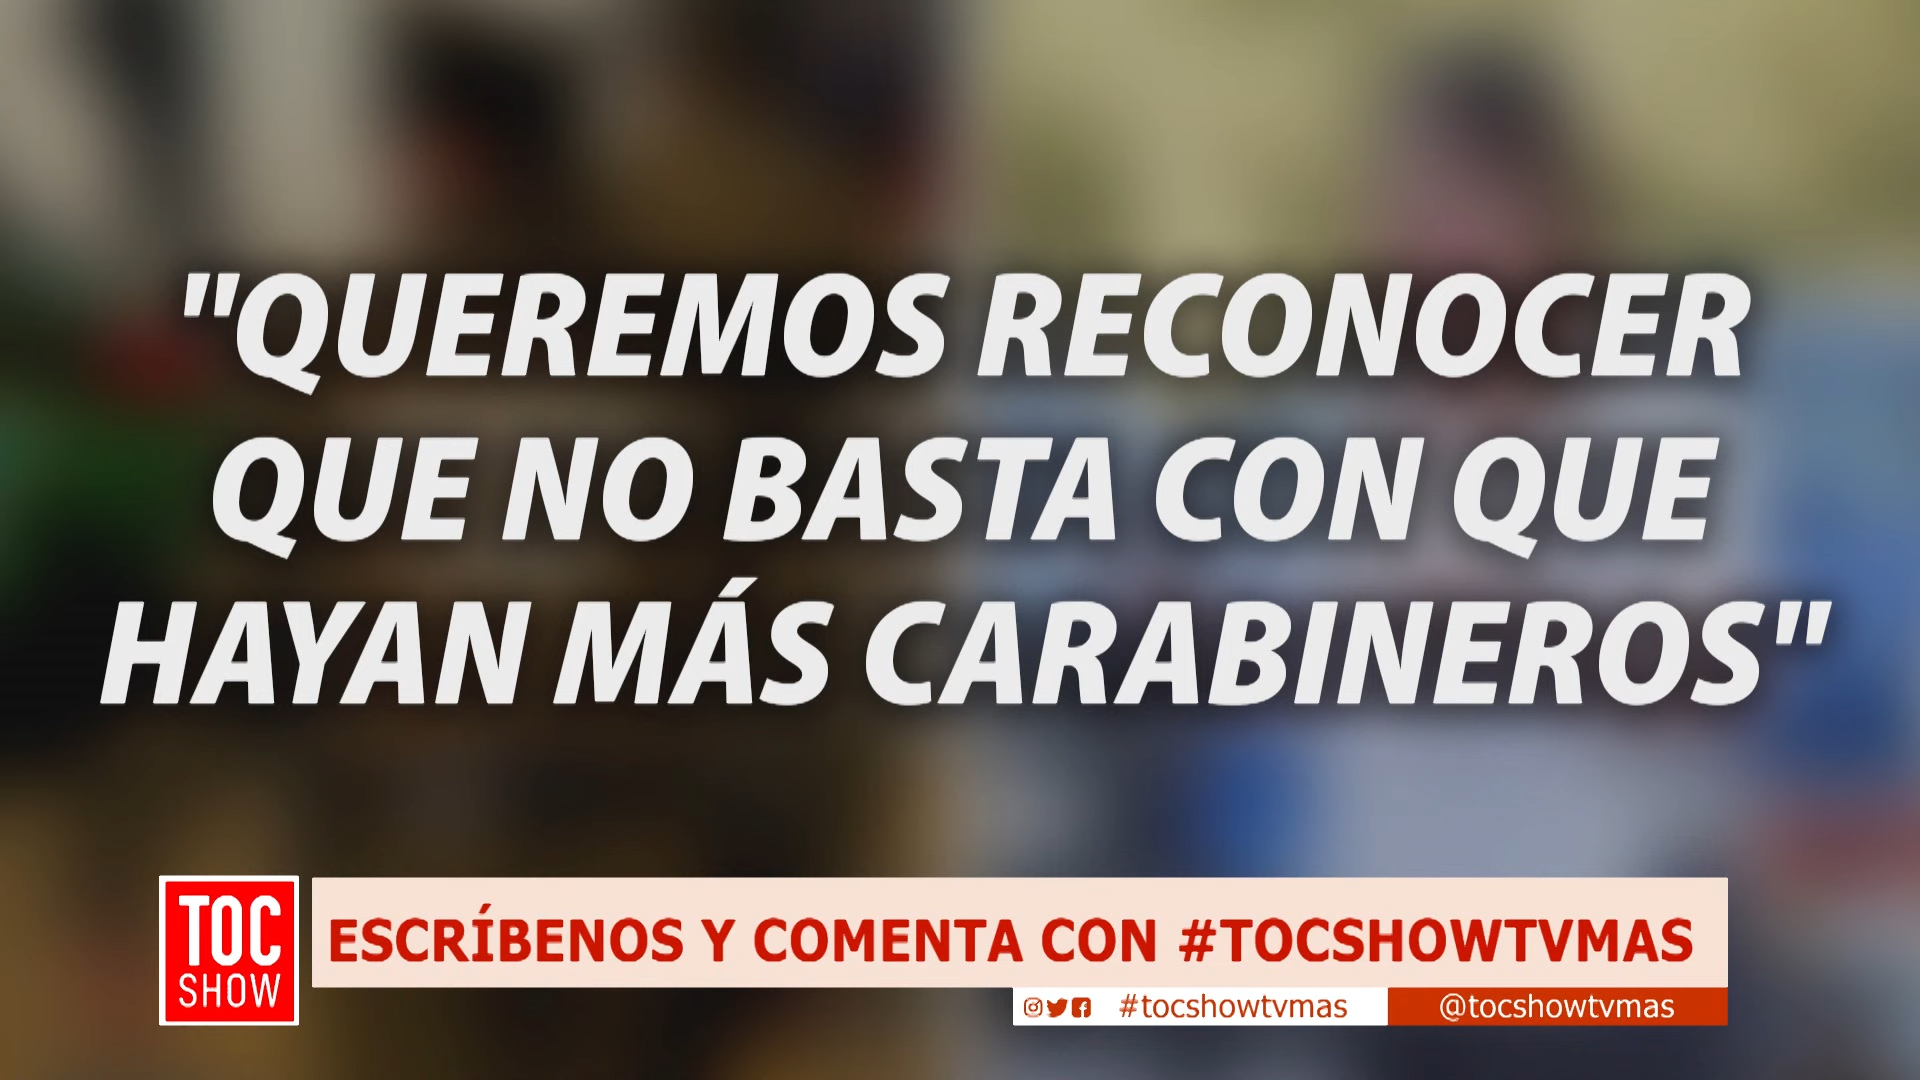 "QUEREMOS RECONOCER
QUE NO BASTA CON QUE
HAYAN MÁS CARABINEROS"
TOC
SHOW
ESCRÍBENOS Y COMENTA CON #TOCSHOWTVMAS
#tocshowtvmas @tocshowtvmas